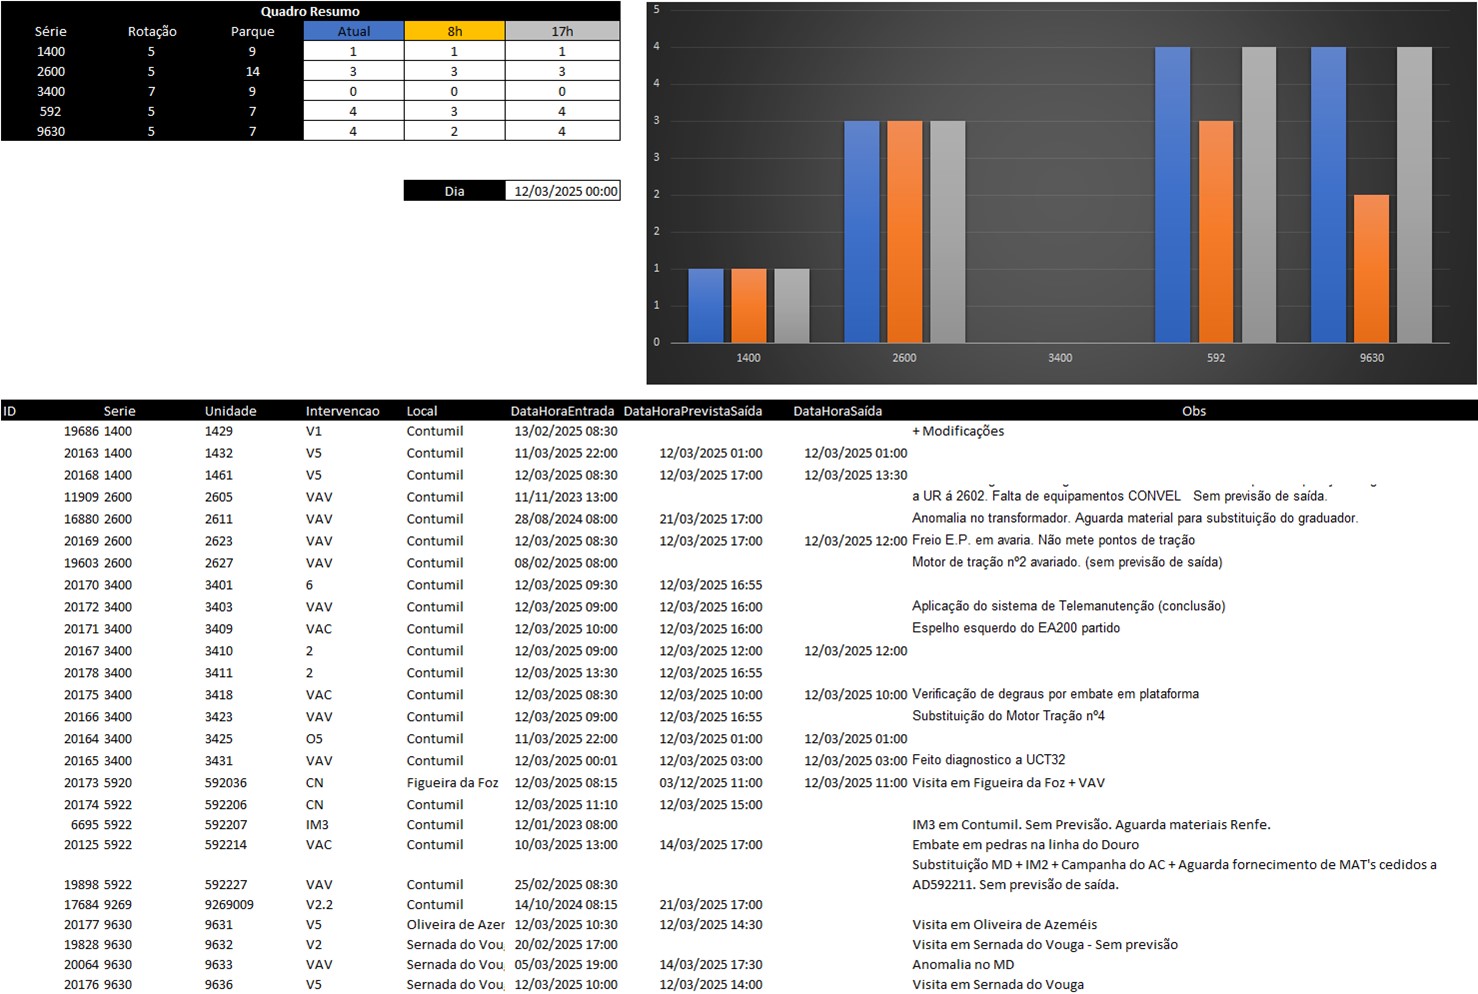 Quadro Resumo
Série Rotação Parque Atual 8h 17h
1400 5 9 1 1 1
2600 5 14 3 3 3
3400 7 9 0 0 0
592 5 7 4 3 4
9630 5 7 4 2 4
Dia 12/03/2025 00:00
5
4
4
3
3
2
2
1
1
0
1400 2600 3400 592 9630
ID Serie Unidade Intervencao Local DataHoraEntrada DataHoraPrevistaSaída DataHoraSaída Obs
19686 1400 1429 V1 Contumil 13/02/2025 08:30 + Modificações
20163 1400 1432 V5 Contumil 11/03/2025 22:00 12/03/2025 01:00 12/03/2025 01:00
20168 1400 1461 V5 Contumil 12/03/2025 08:30 12/03/2025 17:00 12/03/2025 13:30
11909 2600 2605 VAV Contumil 11/11/2023 13:00 a UR á 2602. Falta de equipamentos CONVEL Sem previsão de saída.
16880 2600 2611 VAV Contumil 28/08/2024 08:00 21/03/2025 17:00 Anomalia no transformador. Aguarda material para substituição do graduador.
20169 2600 2623 VAV Contumil 12/03/2025 08:30 12/03/2025 17:00 12/03/2025 12:00 Freio E.P. em avaria. Não mete pontos de tração
19603 2600 2627 VAV Contumil 08/02/2025 08:00 Motor de tração nº2 avariado. (sem previsão de saída)
20170 3400 3401 6 Contumil 12/03/2025 09:30 12/03/2025 16:55
20172 3400 3403 VAV Contumil 12/03/2025 09:00 12/03/2025 16:00 Aplicação do sistema de Telemanutenção (conclusão)
20171 3400 3409 VAC Contumil 12/03/2025 10:00 12/03/2025 16:00 Espelho esquerdo do EA200 partido
20167 3400 3410 2 Contumil 12/03/2025 09:00 12/03/2025 12:00 12/03/2025 12:00
20178 3400 3411 2 Contumil 12/03/2025 13:30 12/03/2025 16:55
20175 3400 3418 VAC Contumil 12/03/2025 08:30 12/03/2025 10:00 12/03/2025 10:00 Verificação de degraus por embate em plataforma
20166 3400 3423 VAV Contumil 12/03/2025 09:00 12/03/2025 16:55 Substituição do Motor Tração nº4
20164 3400 3425 O5 Contumil 11/03/2025 22:00 12/03/2025 01:00 12/03/2025 01:00
20165 3400 3431 VAV Contumil 12/03/2025 00:01 12/03/2025 03:00 12/03/2025 03:00 Feito diagnostico a UCT32
20173 5920 592036 CN Figueira da Foz 12/03/2025 08:15 03/12/2025 11:00 12/03/2025 11:00 Visita em Figueira da Foz + VAV
20174 5922 592206 CN Contumil 12/03/2025 11:10 12/03/2025 15:00
6695 5922 592207 IM3 Contumil 12/01/2023 08:00 IM3 em Contumil. Sem Previsão. Aguarda materiais Renfe.
20125 5922 592214 VAC Contumil 10/03/2025 13:00 14/03/2025 17:00 Embate em pedras na linha do Douro
Substituição MD + IM2 + Campanha do AC + Aguarda fornecimento de MAT's cedidos a
19898 5922 592227 VAV Contumil 25/02/2025 08:30 AD592211. Sem previsão de saída.
17684 9269 9269009 V2.2 Contumil 14/10/2024 08:15 21/03/2025 17:00
20177 9630 9631 V5 Oliveira de Azer 12/03/2025 10:30 12/03/2025 14:30 Visita em Oliveira de Azeméis
19828 9630 9632 V2 Sernada do Vou 20/02/2025 17:00 Visita em Sernada do Vouga - Sem previsão
20064 9630 9633 VAV Sernada do Vou 05/03/2025 19:00 14/03/2025 17:30 Anomalia no MD
20176 9630 9636 V5 Sernada do Vou 12/03/2025 10:00 12/03/2025 14:00 Visita em Sernada do Vouga